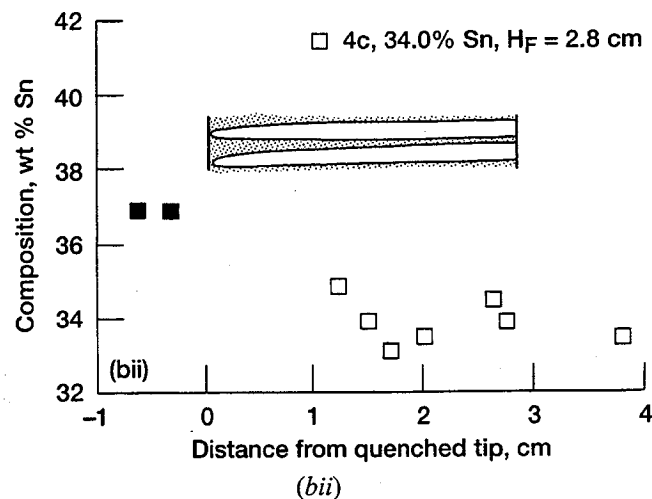 42
40
38
36
34
32
Composition, wt % Sn
4c, 34.0% Sn, HF = 2.8 cm
(bii)
−1 0 1 2 3 4
Distance from quenched tip, cm
(bii)